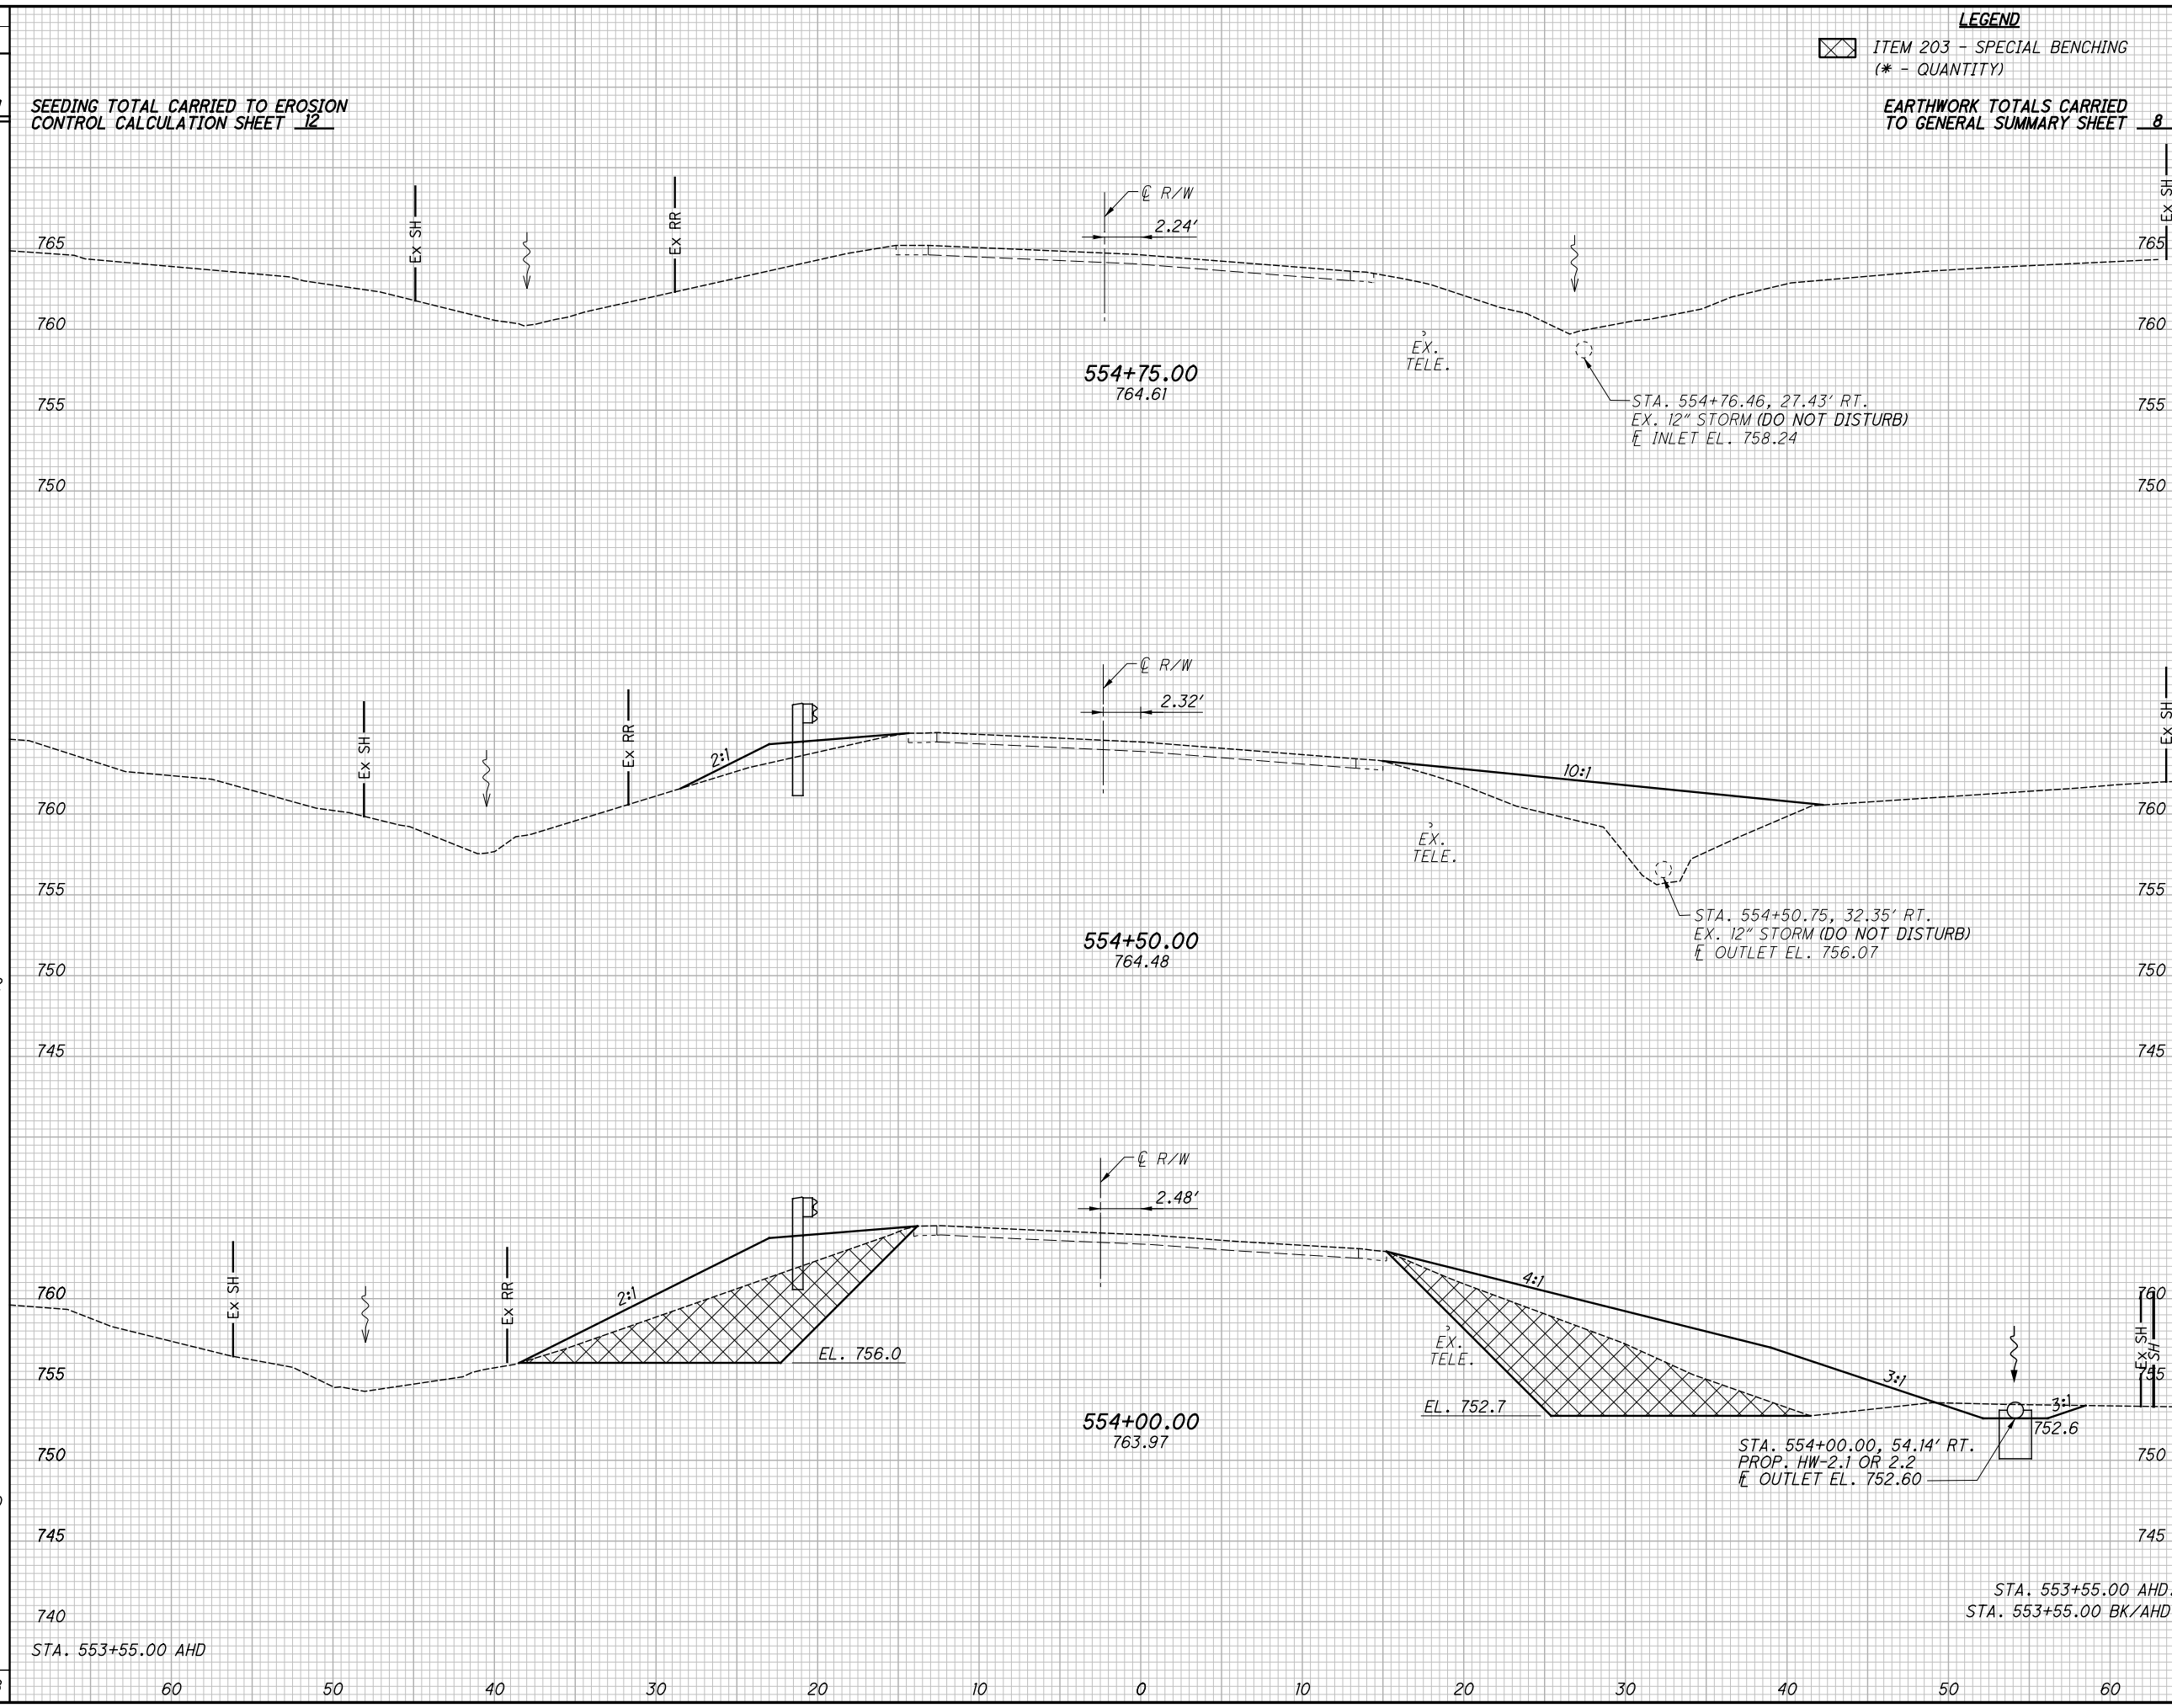 LEGEND
ITEM 203 - SPECIAL BENCHING
(* - QUANTITY)
SEEDING TOTAL CARRIED TO EROSION
CONTROL CALCULATION SHEET 12
EARTHWORK TOTALS CARRIED
TO GENERAL SUMMARY SHEET 8
Ex SH
Ex RR
℄ R/W
2.24'
Ex SH
765
765
760
760
EX.
TELE.
554+75.00
764.61
755
755
STA. 554+76.46, 27.43' RT.
EX. 12" STORM (DO NOT DISTURB)
FL INLET EL. 758.24
750
750
℄ R/W
2.32'
Ex SH
Ex RR
Ex SH
2:1
10:1
760
760
EX.
TELE.
755
755
STA. 554+50.75, 32.35' RT.
EX. 12" STORM (DO NOT DISTURB)
FL OUTLET EL. 756.07
554+50.00
764.48
750
750
745
745
℄ R/W
2.48'
Ex SH
Ex RR
2:1
4:1
760
760
EX.
TELE.
EL. 756.0
Ex SH
SH
755
755
3:1
3:1
EL. 752.7
752.6
554+00.00
763.97
750
750
STA. 554+00.00, 54.14' RT.
PROP. HW-2.1 OR 2.2
FL OUTLET EL. 752.60
745
745
740
STA. 553+55.00 AHD.
STA. 553+55.00 BK/AHD
STA. 553+55.00 AHD
60 50 40 30 20 10 0 10 20 30 40 50 60